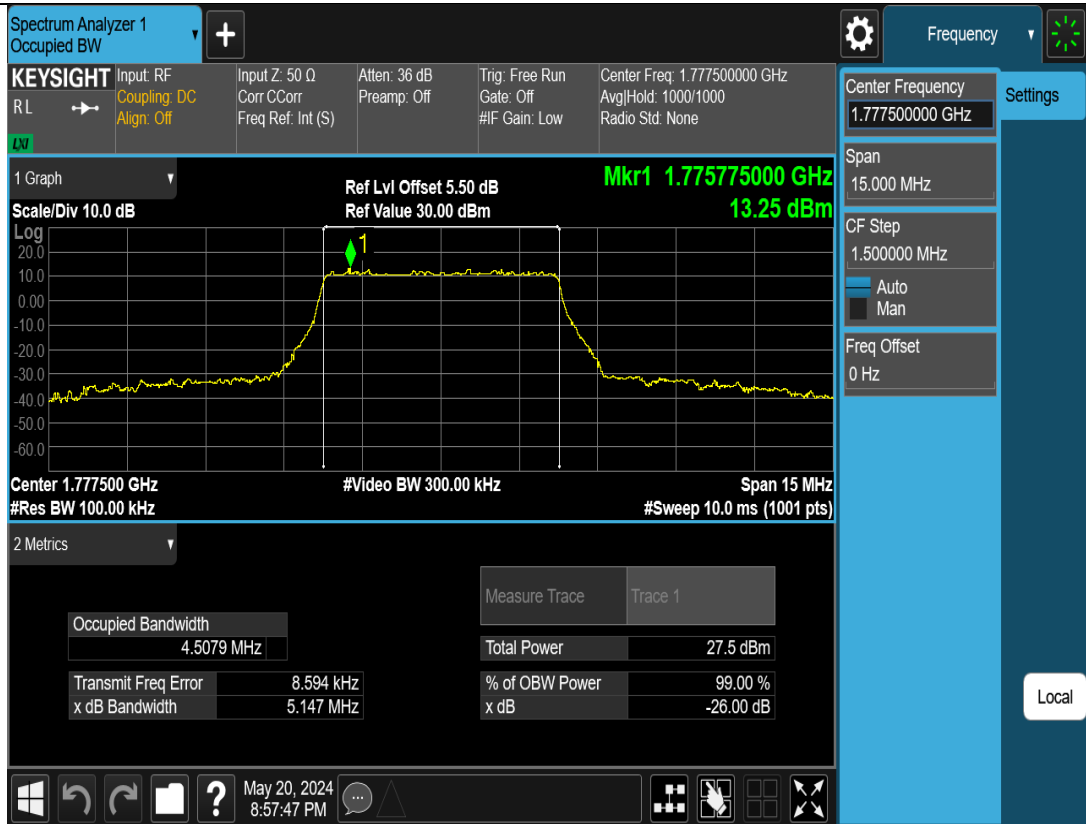 Spectrum Analyzer 1
Occupied BW
+
Frequency
KEYSIGHT
RL
LXI
Input: RF
Coupling: DC
Align: Off
Input Z: 50 Ω
Corr CCorr
Freq Ref: Int (S)
Atten: 36 dB
Preamp: Off
Trig: Free Run
Gate: Off
#IF Gain: Low
Center Freq: 1.777500000 GHz
Avg|Hold: 1000/1000
Radio Std: None
1 Graph
Ref Lvl Offset 5.50 dB
Mkr1 1.775775000 GHz
Scale/Div 10.0 dB
Ref Value 30.00 dBm
13.25 dBm
Log
1
20.0
10.0
0.00
-10.0
-20.0
-30.0
-40.0
-50.0
-60.0
Center 1.777500 GHz
#Video BW 300.00 kHz
Span 15 MHz
#Res BW 100.00 kHz
#Sweep 10.0 ms (1001 pts)
2 Metrics
Measure Trace
Trace 1
Occupied Bandwidth
4.5079 MHz
Total Power
27.5 dBm
Transmit Freq Error
8.594 kHz
% of OBW Power
99.00 %
x dB Bandwidth
5.147 MHz
x dB
-26.00 dB
Center Frequency
1.777500000 GHz
Settings
Span
15.000 MHz
CF Step
1.500000 MHz
Auto
Man
Freq Offset
0 Hz
Local
?
May 20, 2024
8:57:47 PM